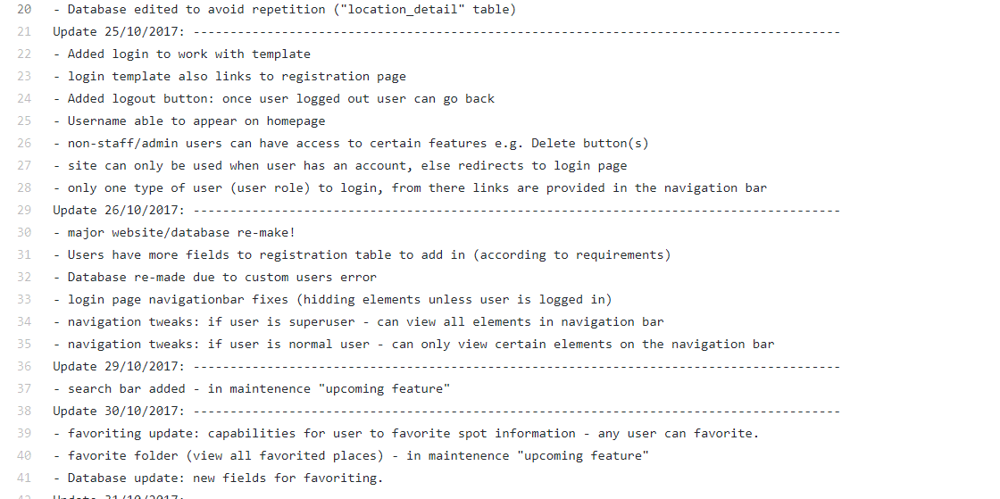 20 - Database edited to avoid repetition ("location_detail" table)
21 Update 25/10/2017: ----------------------------------------------------------------------------------------
22 - Added login to work with template
23 - login template also links to registration page
24 - Added logout button: once user logged out user can go back
25 - Username able to appear on homepage
26 - non-staff/admin users can have access to certain features e.g. Delete button(s)
27 - site can only be used when user has an account, else redirects to login page
28 - only one type of user (user role) to login, from there links are provided in the navigation bar
29 Update 26/10/2017: ----------------------------------------------------------------------------------------
30 - major website/database re-make!
31 - Users have more fields to registration table to add in (according to requirements)
32 - Database re-made due to custom users error
33 - login page navigationbar fixes (hidding elements unless user is logged in)
34 - navigation tweaks: if user is superuser - can view all elements in navigation bar
35 - navigation tweaks: if user is normal user - can only view certain elements on the navigation bar
36 Update 29/10/2017: ----------------------------------------------------------------------------------------
37 - search bar added - in maintenence "upcoming feature"
38 Update 30/10/2017: ----------------------------------------------------------------------------------------
39 - favoriting update: capabilities for user to favorite spot information - any user can favorite.
40 - favorite folder (view all favorited places) - in maintenence "upcoming feature"
41 - Database update: new fields for favoriting.
42 Update 31/10/2017: